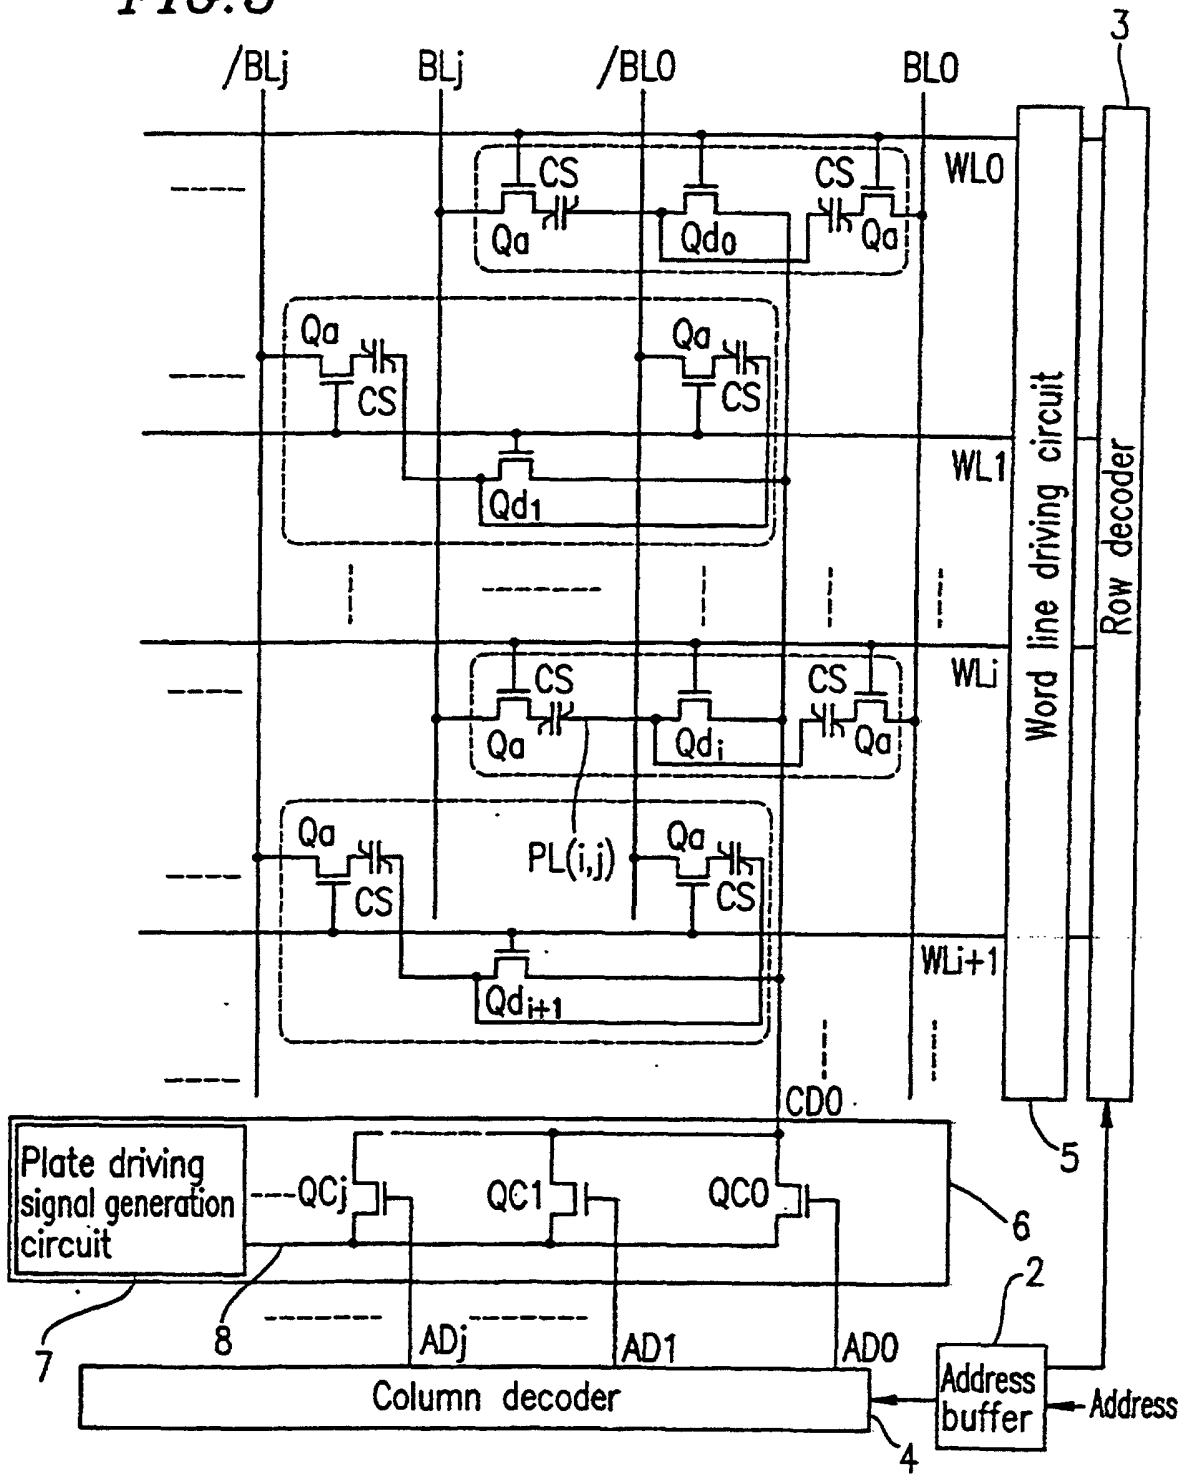 FIG.5
3
/BLj BLj /BL0 BL0
WL0
CS CS
Qa Qd0 Qa
Qa Qa
CS CS
WL1
Qd1
WLi
CS CS
Qa Qdi Qa
PL(i,j)
Qa Qa
CS CS
WLi+1
Qdi+1
Word line driving circuit
Row decoder
CD0
5
Plate driving
signal generation
circuit
QCj QC1 QC0
6
2
7
8
ADj AD1 AD0
Column decoder
Address
buffer
Address
4